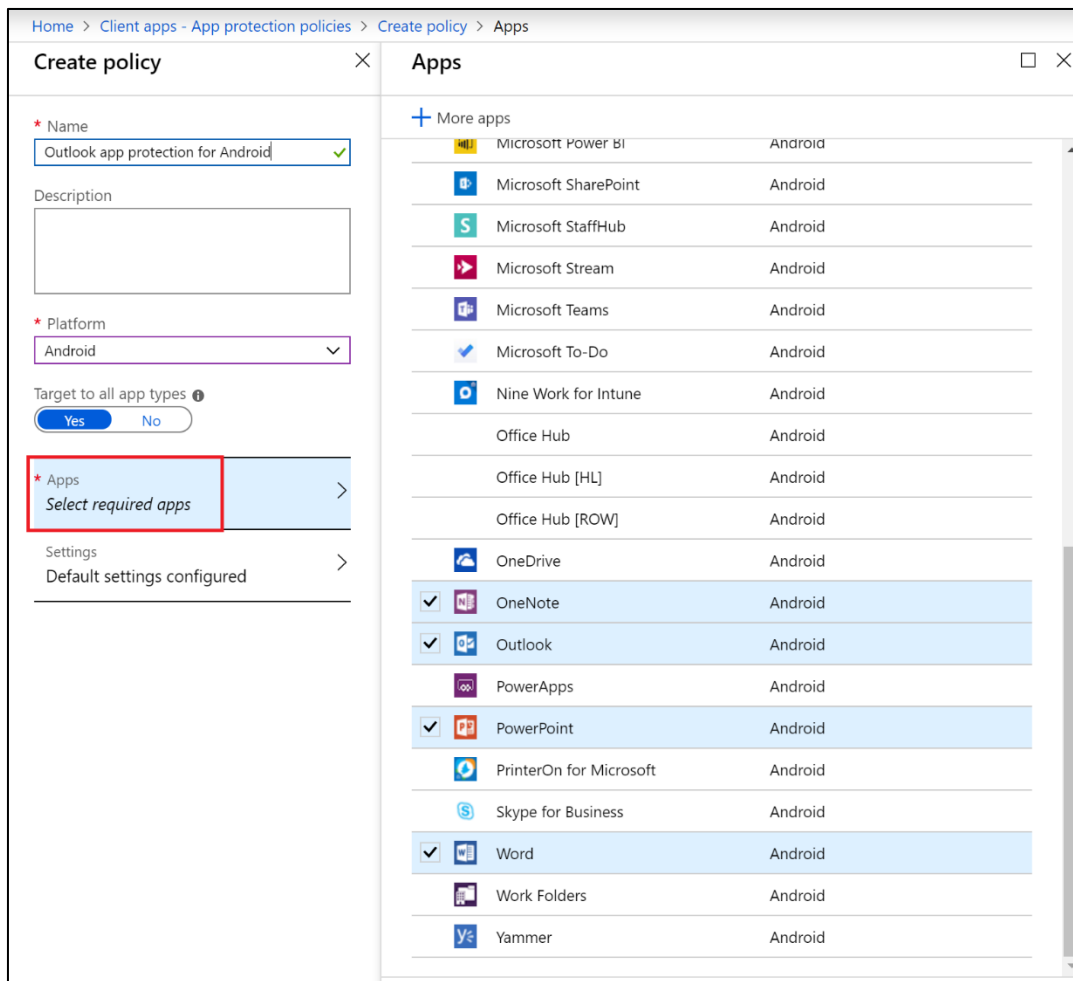 Home > Client apps - App protection policies > Create policy > Apps
Create policy
* Name
Outlook app protection for Android
Description
* Platform
Android
Target to all app types
Yes No
* Apps
Select required apps
Settings
Default settings configured
Apps
More apps
Microsoft Power BI Android
Microsoft SharePoint Android
Microsoft StaffHub Android
Microsoft Stream Android
Microsoft Teams Android
Microsoft To-Do Android
Nine Work for Intune Android
Office Hub Android
Office Hub [HL] Android
Office Hub [ROW] Android
OneDrive Android
OneNote Android
Outlook Android
PowerApps Android
PowerPoint Android
PrinterOn for Microsoft Android
Skype for Business Android
Word Android
Work Folders Android
Yammer Android